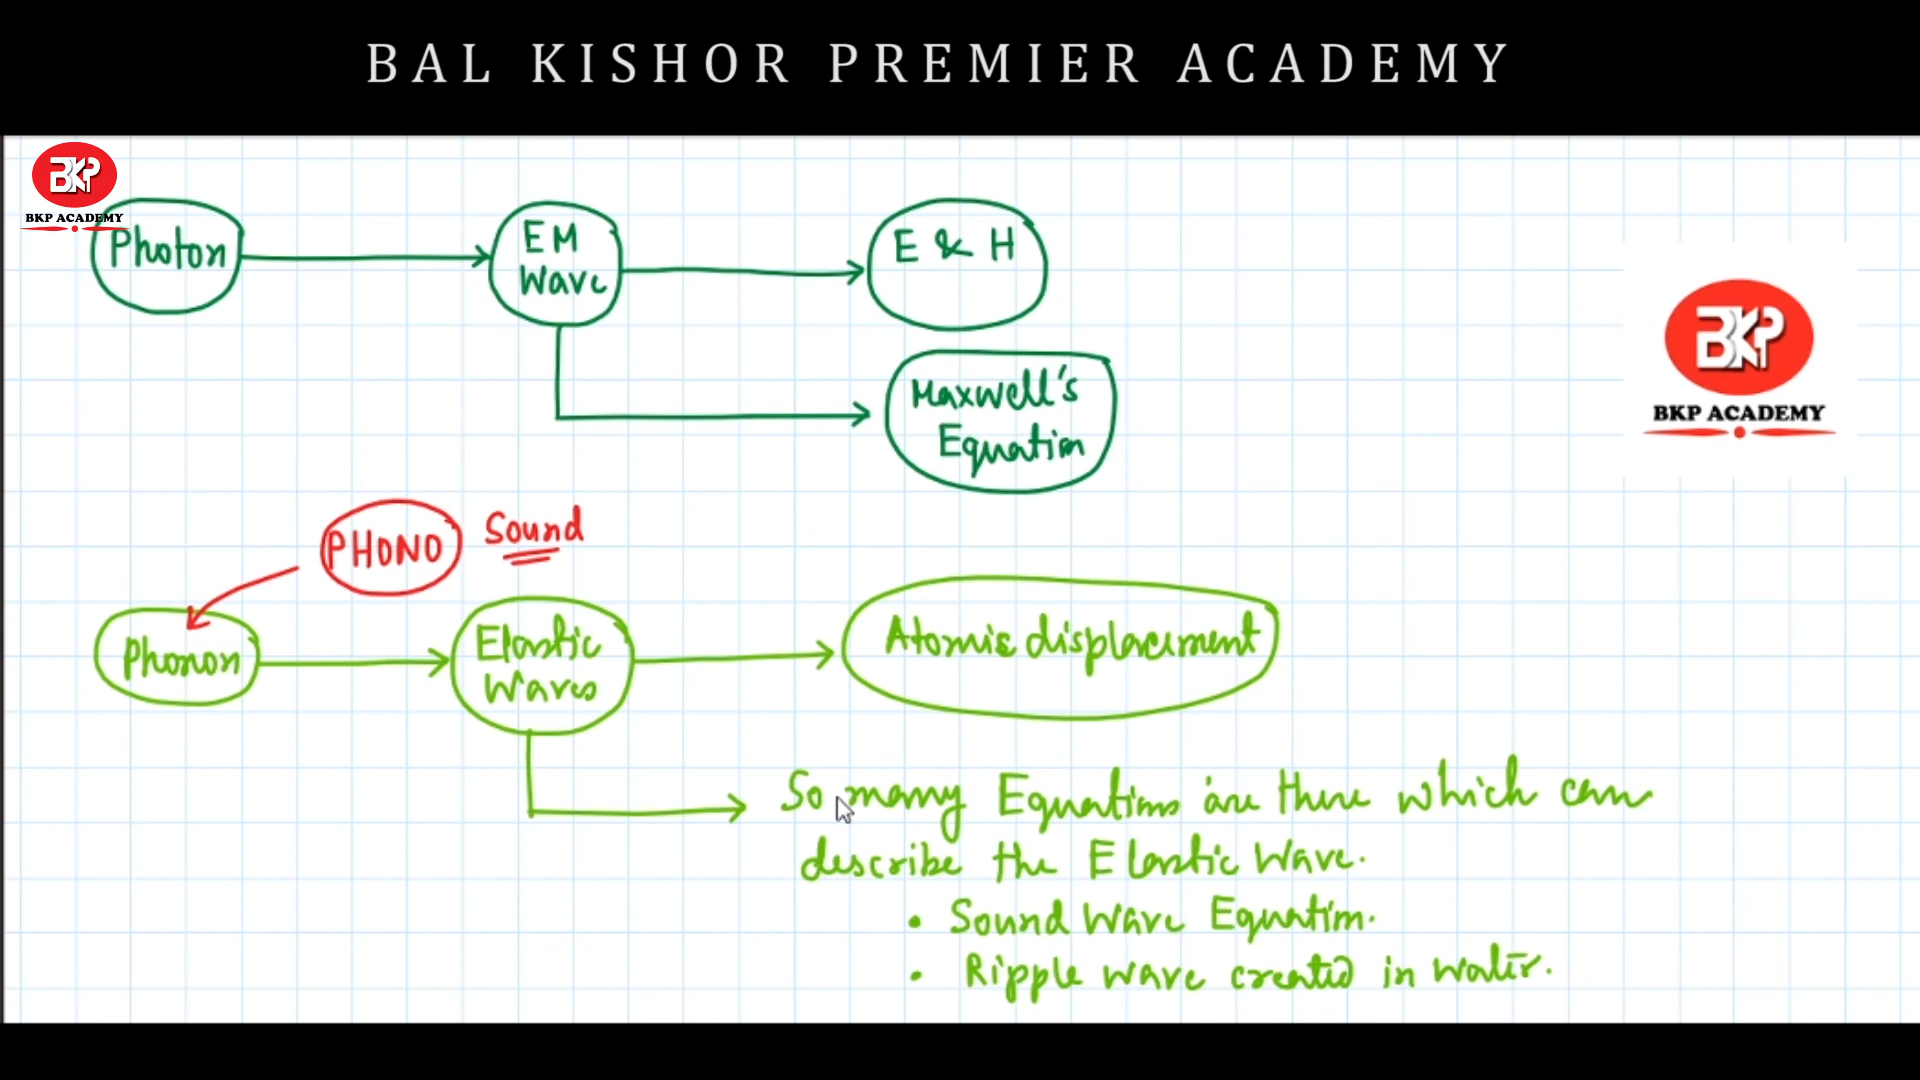 BAL KISHOR PREMIER ACADEMY
BKP
BKP ACADEMY
Photon
EM
Wave
E & H
BKP
BKP ACADEMY
Maxwell's
Equation
PHONO
Sound
Phonon
Elastic
Waves
Atomic displacement
So many Equations are there which can
describe the Elastic Wave.
• Sound Wave Equation.
• Ripple wave created in water.